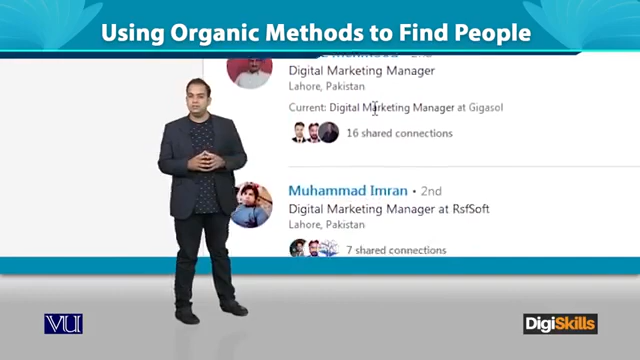 Using Organic Methods to Find People
2nd
Digital Marketing Manager
Lahore, Pakistan
Current: Digital Marketing Manager at Gigasol
16 shared connections
Muhammad Imran • 2nd
Digital Marketing Manager at RsfSoft
Lahore, Pakistan
7 shared connections
VU
DigiSkills